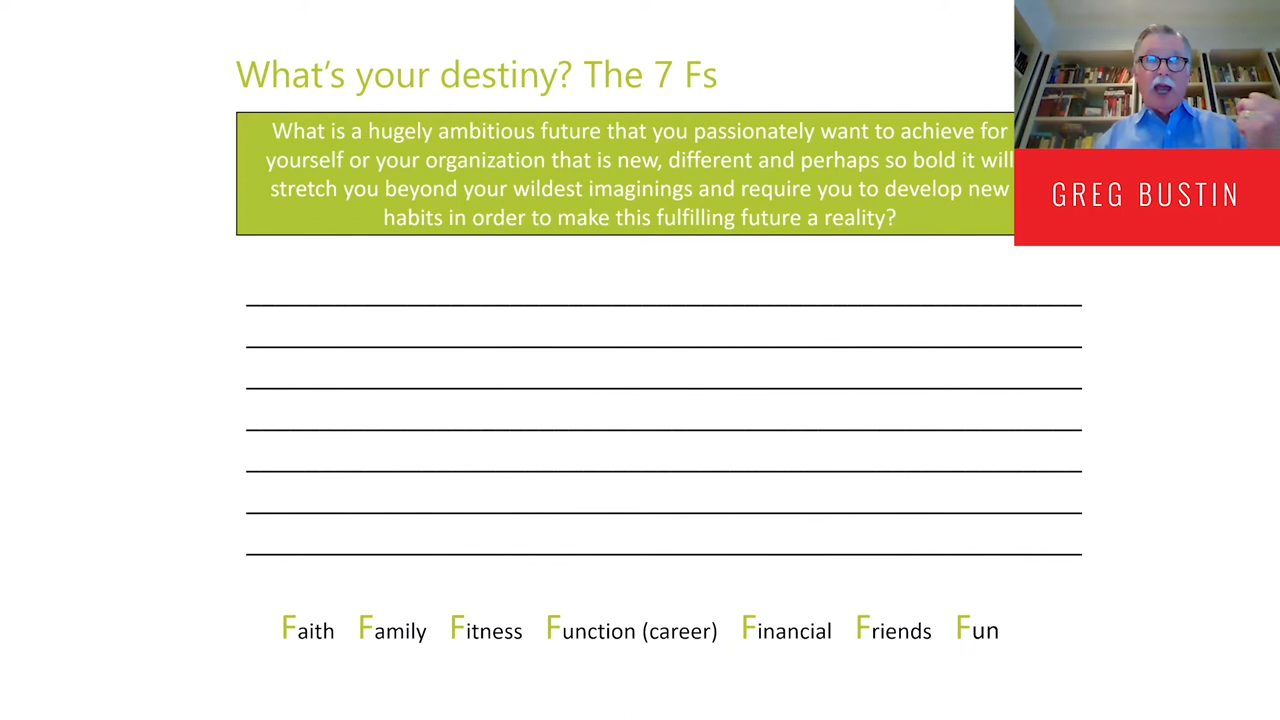 What's your destiny? The 7 Fs
What is a hugely ambitious future that you passionately want to achieve for
yourself or your organization that is new, different and perhaps so bold it will
stretch you beyond your wildest imaginings and require you to develop new
habits in order to make this fulfilling future a reality?
GREG BUSTIN
Faith Family Fitness Function (career) Financial Friends Fun